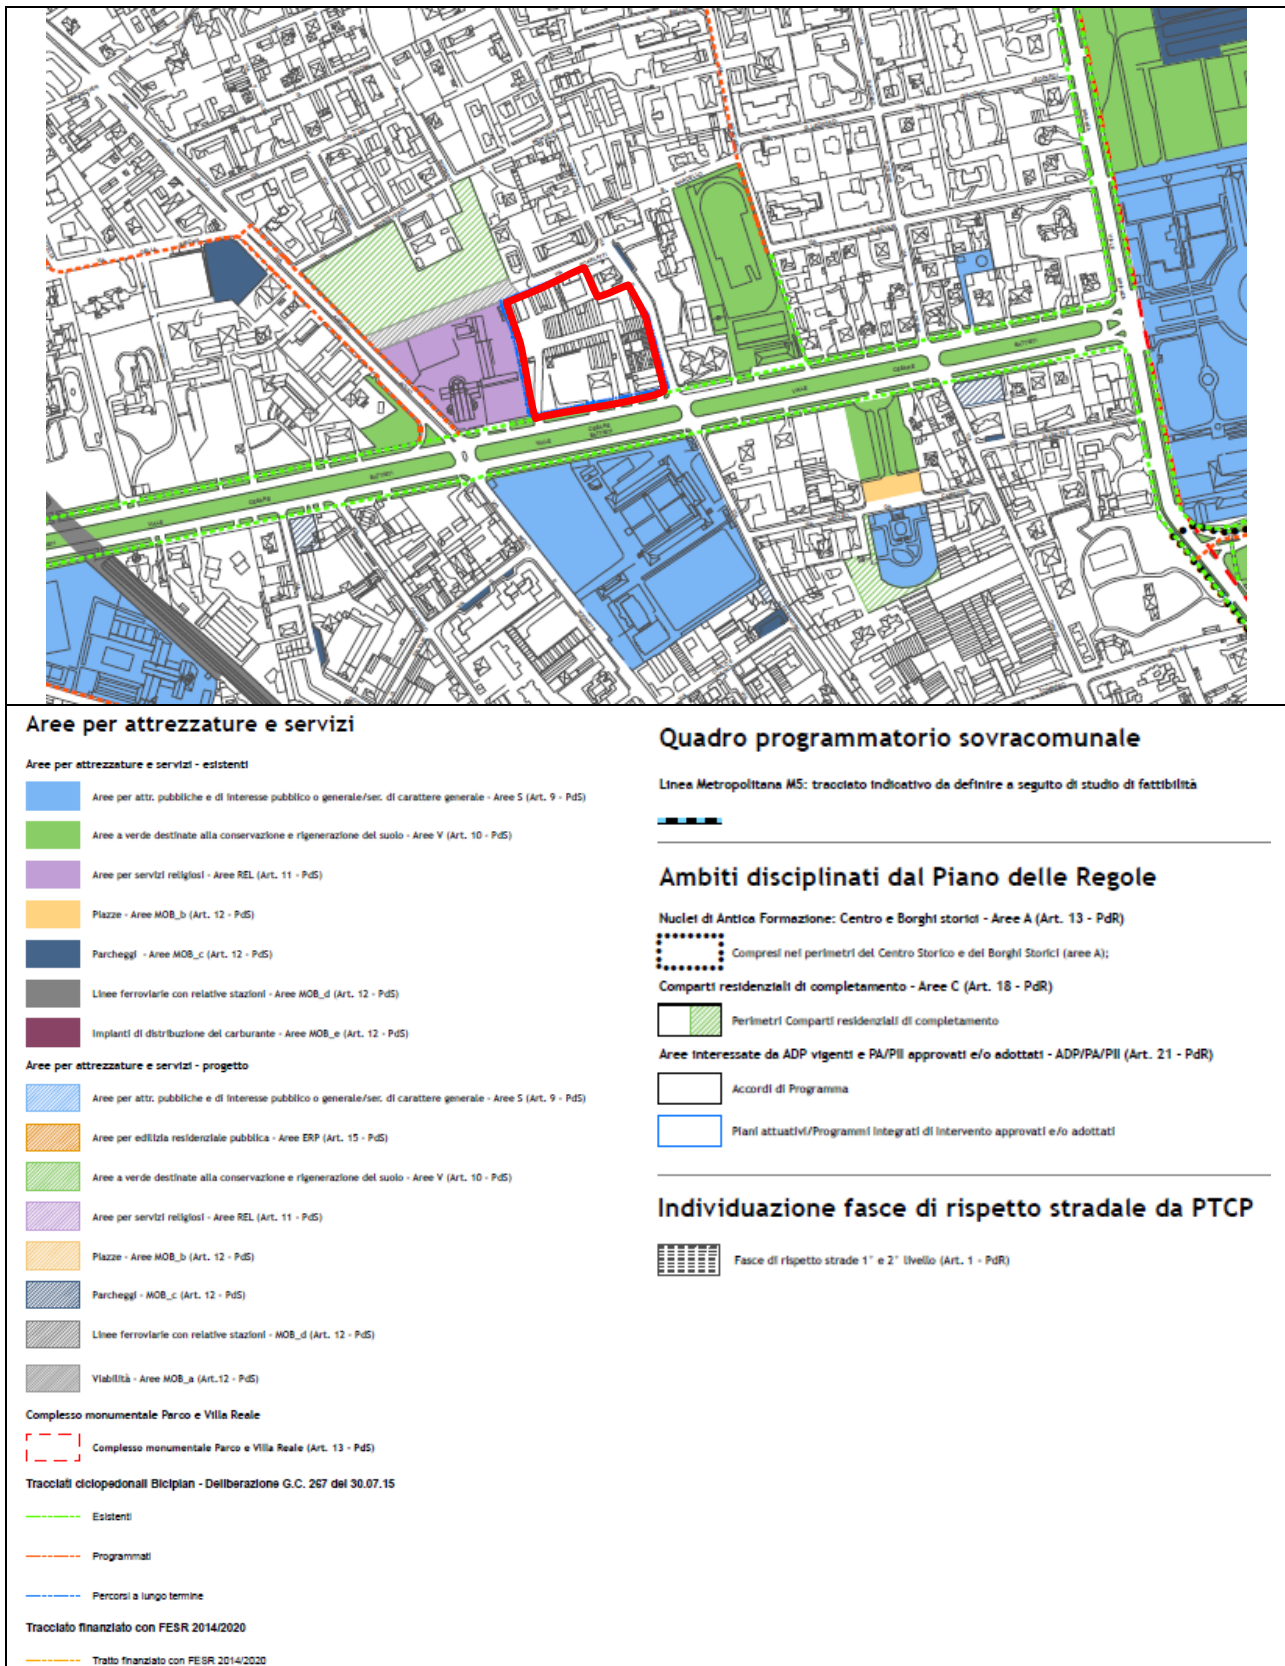 VIALE
CESARE
BATTISTI
VIALE
CESARE
BATTISTI
VIALE
CESARE
BATTISTI
Aree per attrezzature e servizi
Aree per attrezzature e servizi - esistenti
Aree per attr. pubbliche e di interesse pubblico o generale/ser. di carattere generale - Aree S (Art. 9 - PdS)
Aree a verde destinate alla conservazione e rigenerazione del suolo - Aree V (Art. 10 - PdS)
Aree per servizi religiosi - Aree REL (Art. 11 - PdS)
Piazze - Aree MOB_b (Art. 12 - PdS)
Parcheggi - Aree MOB_c (Art. 12 - PdS)
Linee ferroviarie con relative stazioni - Aree MOB_d (Art. 12 - PdS)
Impianti di distribuzione del carburante - Aree MOB_e (Art. 12 - PdS)
Aree per attrezzature e servizi - progetto
Aree per attr. pubbliche e di interesse pubblico o generale/ser. di carattere generale - Aree S (Art. 9 - PdS)
Aree per edilizia residenziale pubblica - Aree ERP (Art. 15 - PdS)
Aree a verde destinate alla conservazione e rigenerazione del suolo - Aree V (Art. 10 - PdS)
Aree per servizi religiosi - Aree REL (Art. 11 - PdS)
Piazze - Aree MOB_b (Art. 12 - PdS)
Parcheggi - MOB_c (Art. 12 - PdS)
Linee ferroviarie con relative stazioni - MOB_d (Art. 12 - PdS)
Viabilità - Aree MOB_a (Art.12 - PdS)
Complesso monumentale Parco e Villa Reale
Complesso monumentale Parco e Villa Reale (Art. 13 - PdS)
Tracciati ciclopedonali Biciplan - Deliberazione G.C. 267 del 30.07.15
Esistenti
Programmati
Percorsi a lungo termine
Tracciato finanziato con FESR 2014/2020
Tratto finanziato con FESR 2014/2020
Quadro programmatorio sovracomunale
Linea Metropolitana M5: tracciato indicativo da definire a seguito di studio di fattibilità
Ambiti disciplinati dal Piano delle Regole
Nuclei di Antica Formazione: Centro e Borghi storici - Aree A (Art. 13 - PdR)
Compresi nei perimetri del Centro Storico e dei Borghi Storici (aree A);
Comparti residenziali di completamento - Aree C (Art. 18 - PdR)
Perimetri Comparti residenziali di completamento
Aree interessate da ADP vigenti e PA/PII approvati e/o adottati - ADP/PA/PII (Art. 21 - PdR)
Accordi di Programma
Piani attuativi/Programmi Integrati di Intervento approvati e/o adottati
Individuazione fasce di rispetto stradale da PTCP
Fasce di rispetto strade 1° e 2° livello (Art. 1 - PdR)